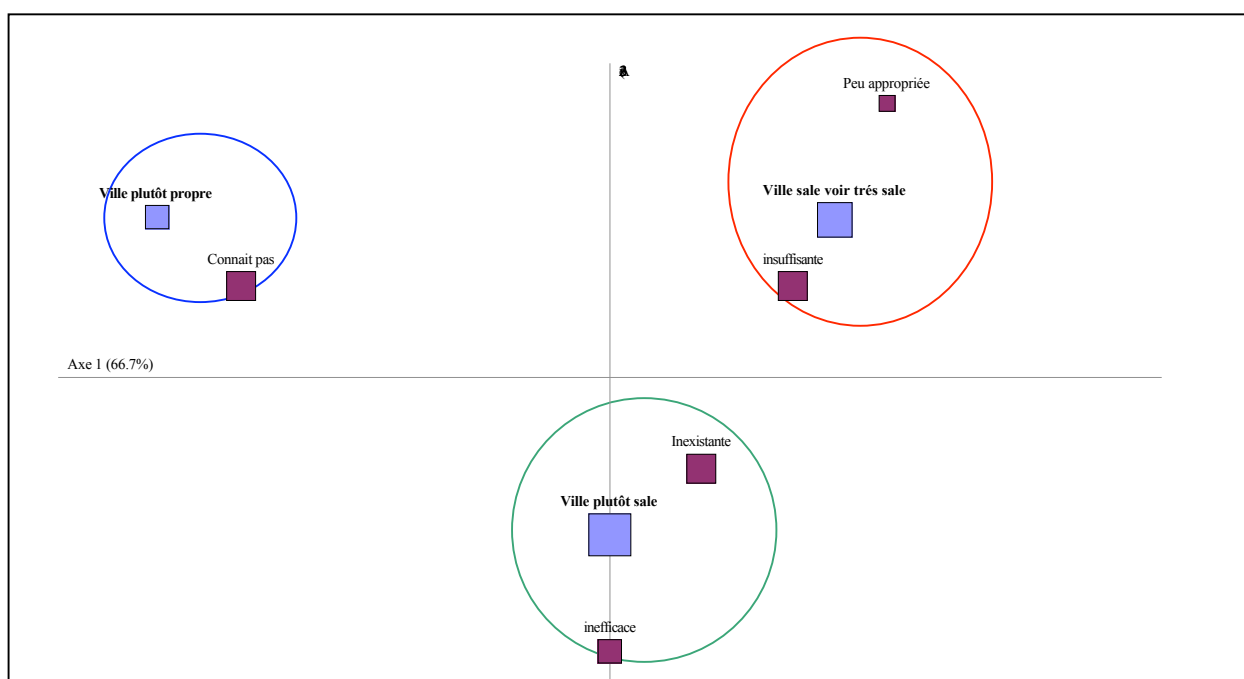 Peu appropriée
Ville plutôt propre
Ville sale voir trés sale
Connait pas
insuffisante
Axe 1 (66.7%)
Inexistante
Ville plutôt sale
inefficace